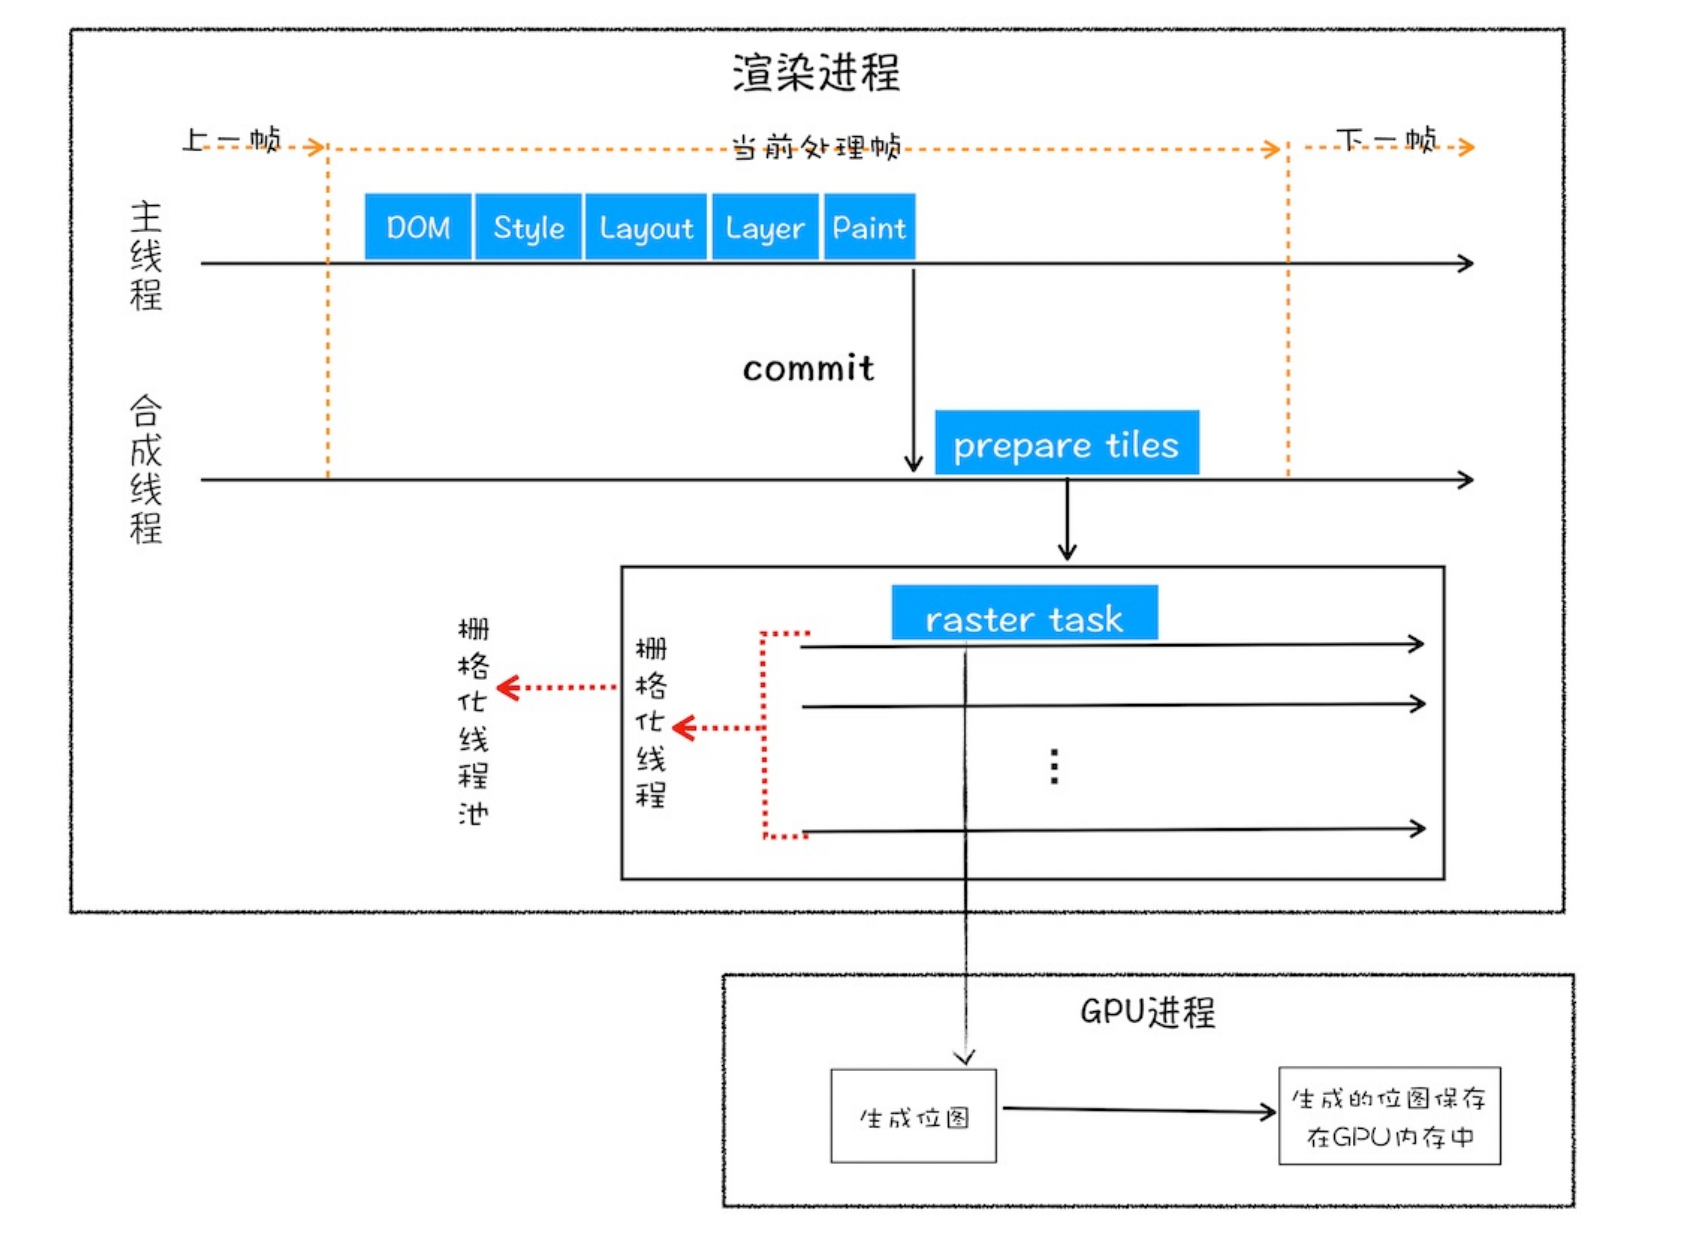 渲染进程
上一帧
当前处理帧
下一帧
主线程
DOM
Style
Layout
Layer
Paint
commit
合成线程
prepare tiles
raster task
栅格化线程池
栅格化线程
GPU进程
生成位图
生成的位图保存
在GPU内存中